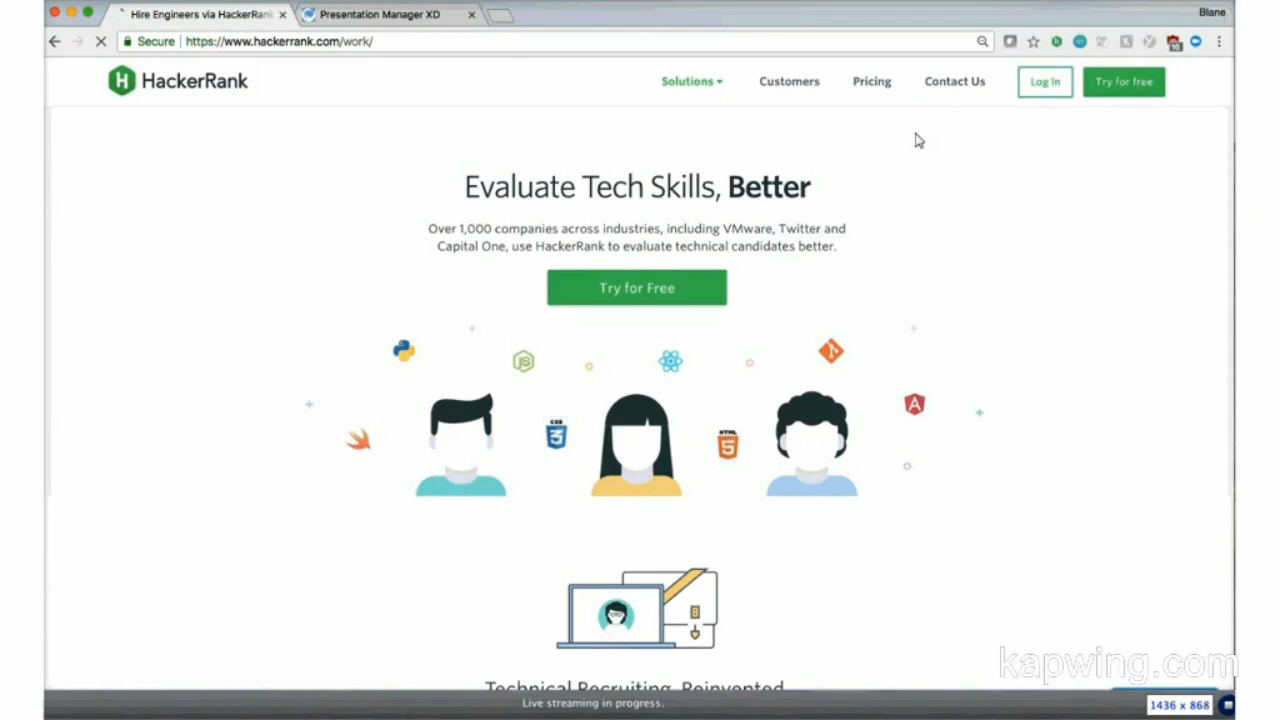 Hire Engineers via HackerRank
Presentation Manager XD
Blane
Secure
https://www.hackerrank.com/work/
HackerRank
Solutions
Customers
Pricing
Contact Us
Log In
Try for free
Evaluate Tech Skills, Better
Over 1,000 companies across industries, including VMware, Twitter and
Capital One, use HackerRank to evaluate technical candidates better.
Try for Free
JS
CSS
3
HTML
5
A
Technical Recruiting, Reinvented
kapwing.com
Live streaming in progress.
1436 x 868